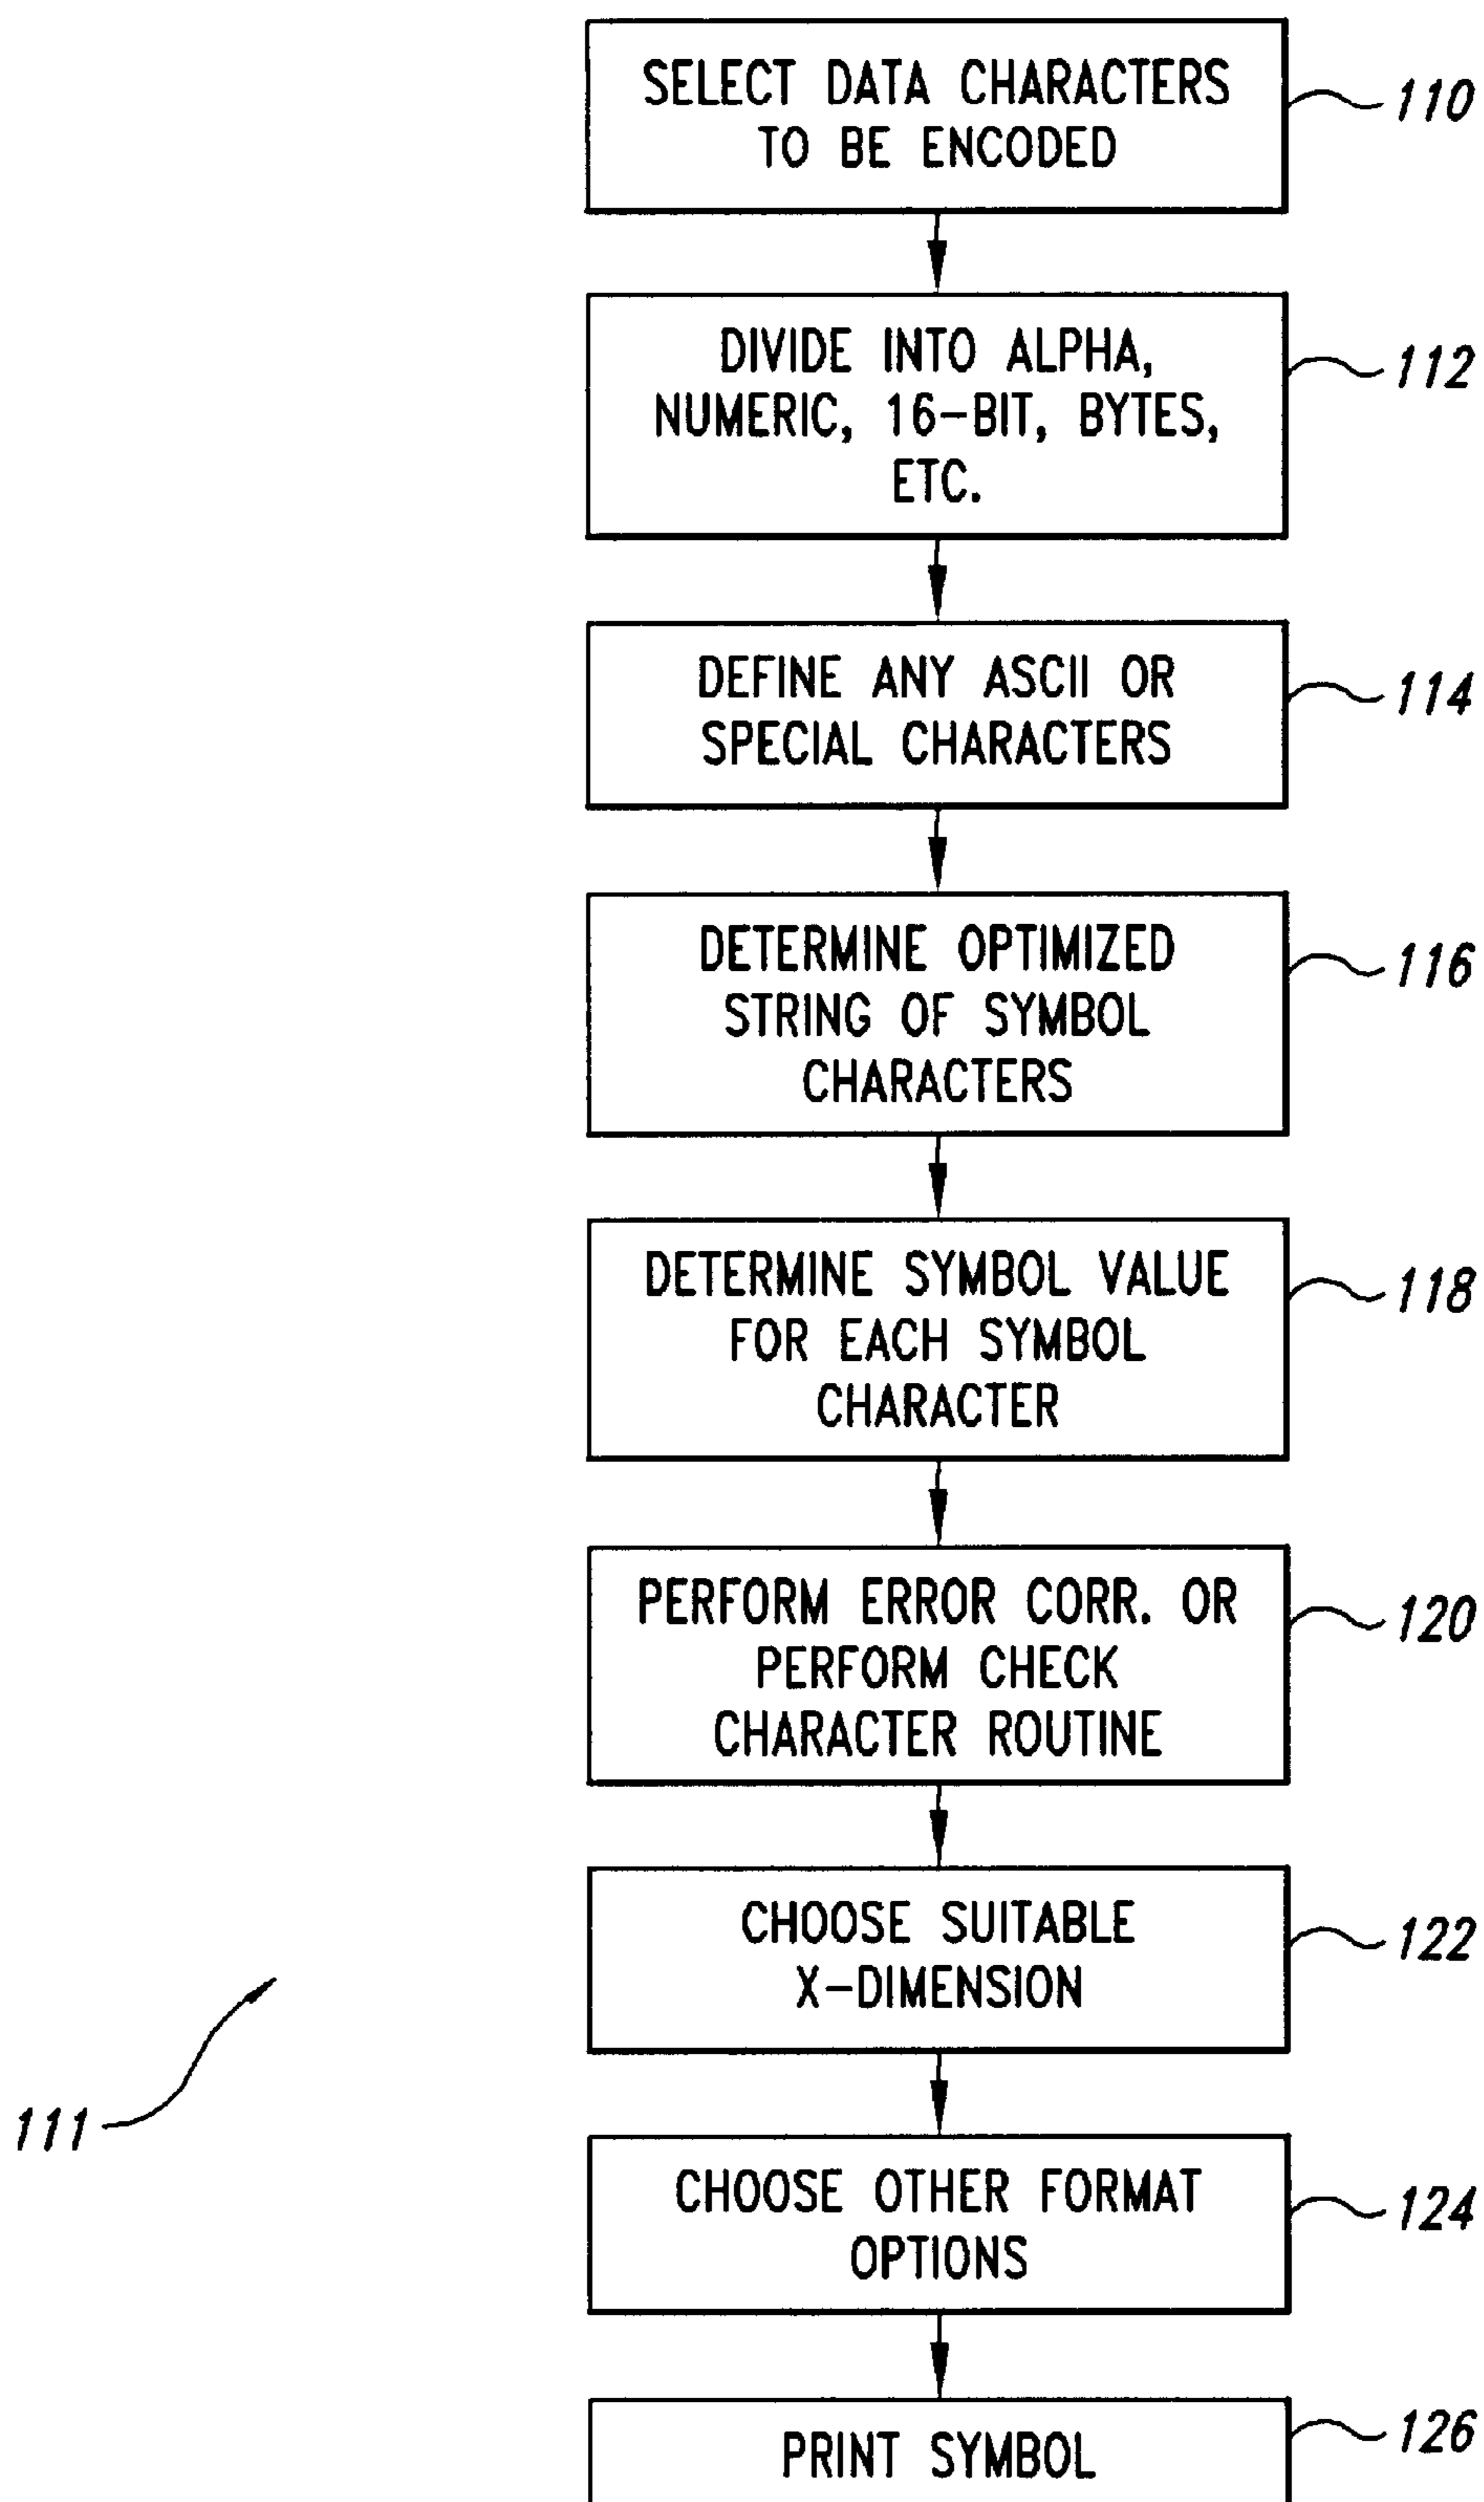 SELECT DATA CHARACTERS
TO BE ENCODED
110
DIVIDE INTO ALPHA,
NUMERIC, 16-BIT, BYTES,
ETC.
112
DEFINE ANY ASCII OR
SPECIAL CHARACTERS
114
DETERMINE OPTIMIZED
STRING OF SYMBOL
CHARACTERS
116
DETERMINE SYMBOL VALUE
FOR EACH SYMBOL
CHARACTER
118
PERFORM ERROR CORR. OR
PERFORM CHECK
CHARACTER ROUTINE
120
CHOOSE SUITABLE
X-DIMENSION
122
111
CHOOSE OTHER FORMAT
OPTIONS
124
PRINT SYMBOL
126